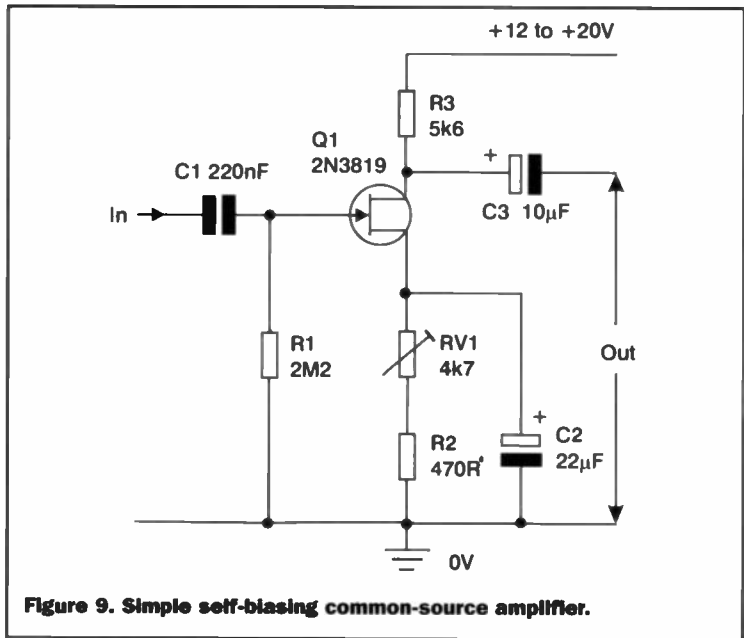 +12 to +20V
R3
5k6
Q1
2N3819
C1 220nF
+
C3 10µF
In
R1
2M2
RV1
4k7
Out
+
R2
470R
C2
22µF
0V
Figure 9. Simple self-biasing common-source amplifier.